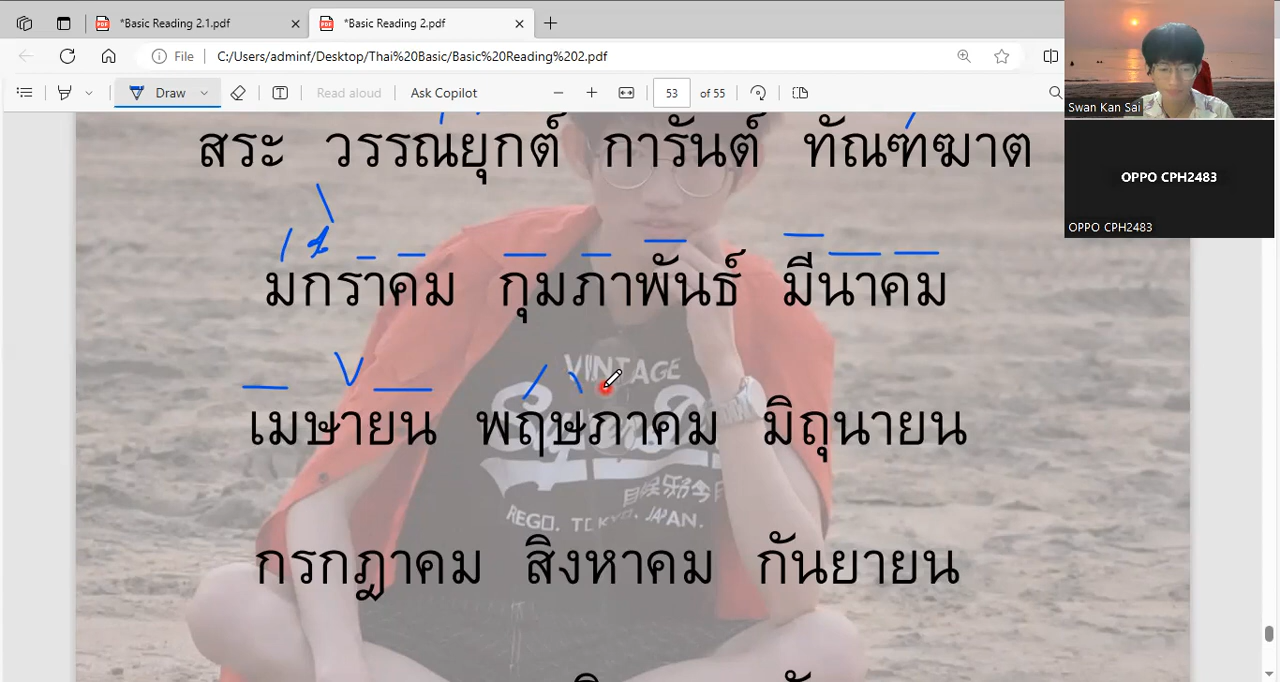 *Basic Reading 2.1.pdf *Basic Reading 2.pdf
File C:/Users/adminf/Desktop/Thai%20Basic/Basic%20Reading%202.pdf
Draw Read aloud Ask Copilot 53 of 55
Swan Kan Sai
OPPO CPH2483
OPPO CPH2483
สระ วรรณยุกต์ การันต์ ทัณฑฆาต
มกราคม กุมภาพันธ์ มีนาคม
VINTAGE
เมษายน พฤษภาคม มิถุนายน
REGD. TOKYO. JAPAN.
กรกฎาคม สิงหาคม กันยายน